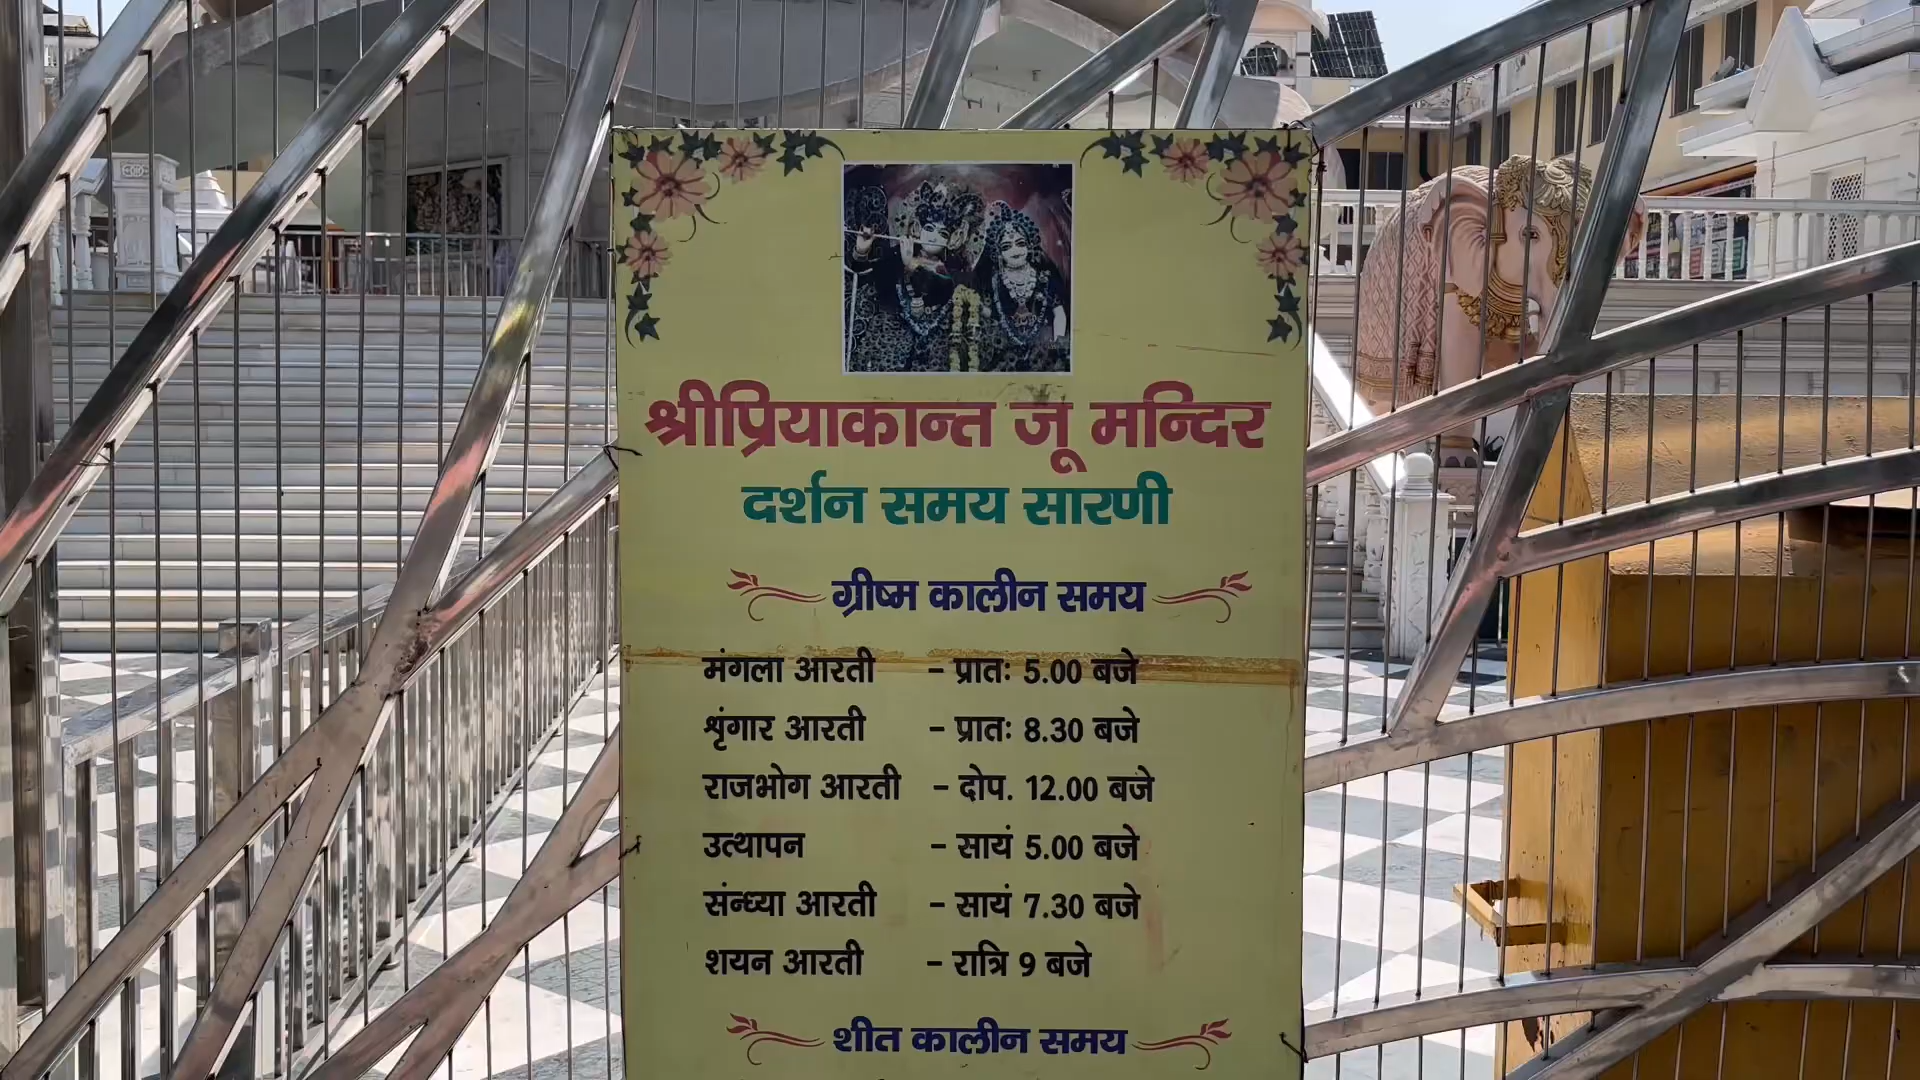 श्रीप्रियाकान्त जू मन्दिर
दर्शन समय सारणी
ग्रीष्म कालीन समय
मंगला आरती - प्रातः 5.00 बजे
श्रृंगार आरती - प्रातः 8.30 बजे
राजभोग आरती - दोप. 12.00 बजे
उत्थापन - सायं 5.00 बजे
संन्ध्या आरती - सायं 7.30 बजे
शयन आरती - रात्रि 9 बजे
शीत कालीन समय